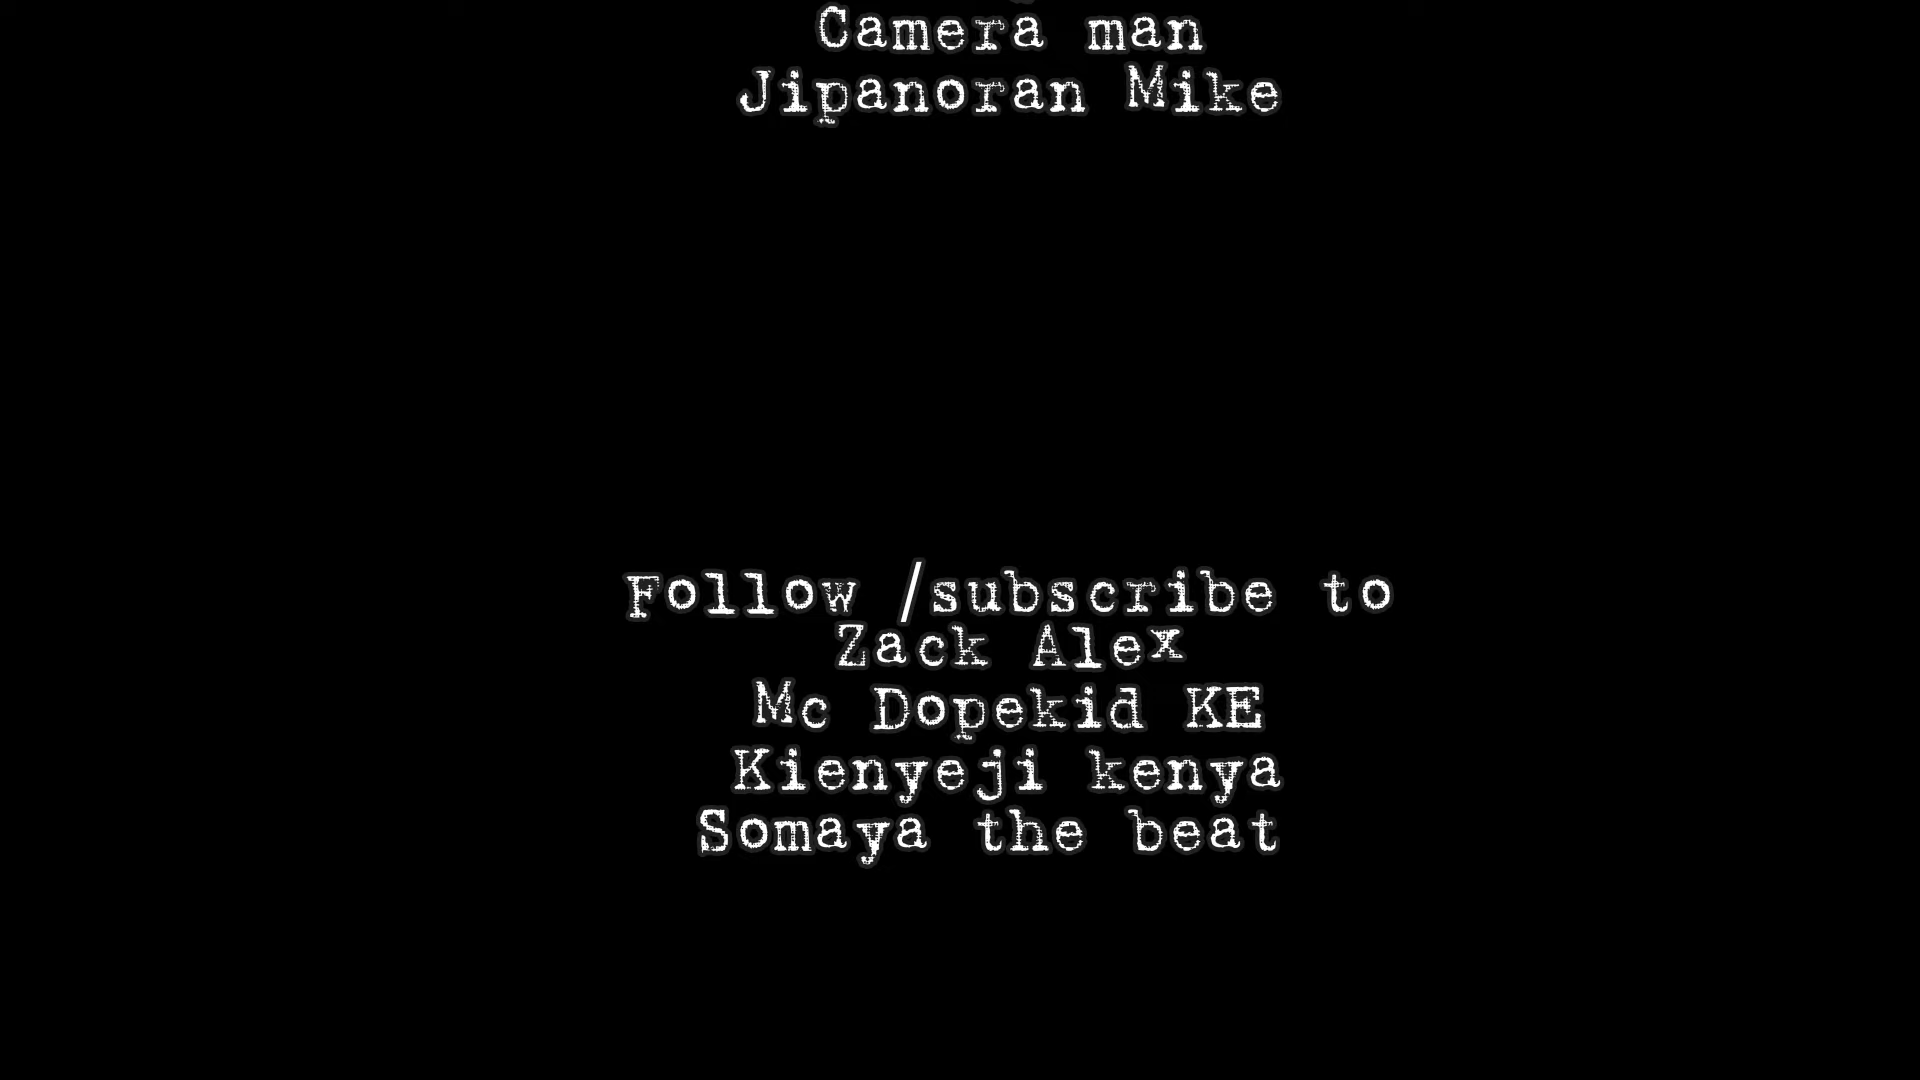 Camera man
Jipanoran Mike
Follow /subscribe to
Zack Alex
Mc Dopekid KE
Kienyeji kenya
Somaya the beat